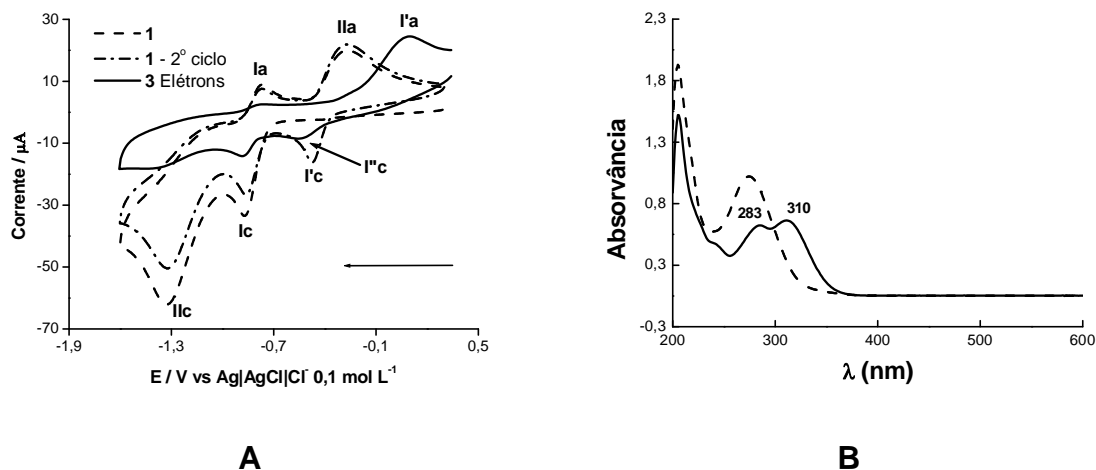 30
10
-10
-30
-50
-70
Corrente / µA
1
1 - 2° ciclo
3 Elétrons
Ia
IIa
I'a
I"c
I'c
Ic
IIc
-1,9
-1,3
-0,7
-0,1
0,5
E / V vs Ag|AgCl|Cl⁻ 0,1 mol L⁻¹
A
2,3
1,8
1,3
0,8
0,3
-0,3
Absorvância
283
310
200
300
400
500
600
λ (nm)
B